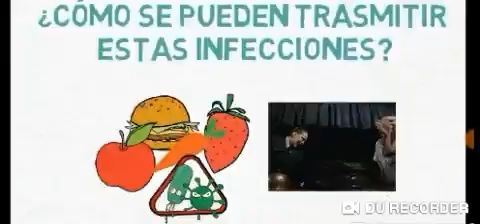 ¿CÓMO SE PUEDEN TRASMITIR
ESTAS INFECCIONES?
DU RECORDER